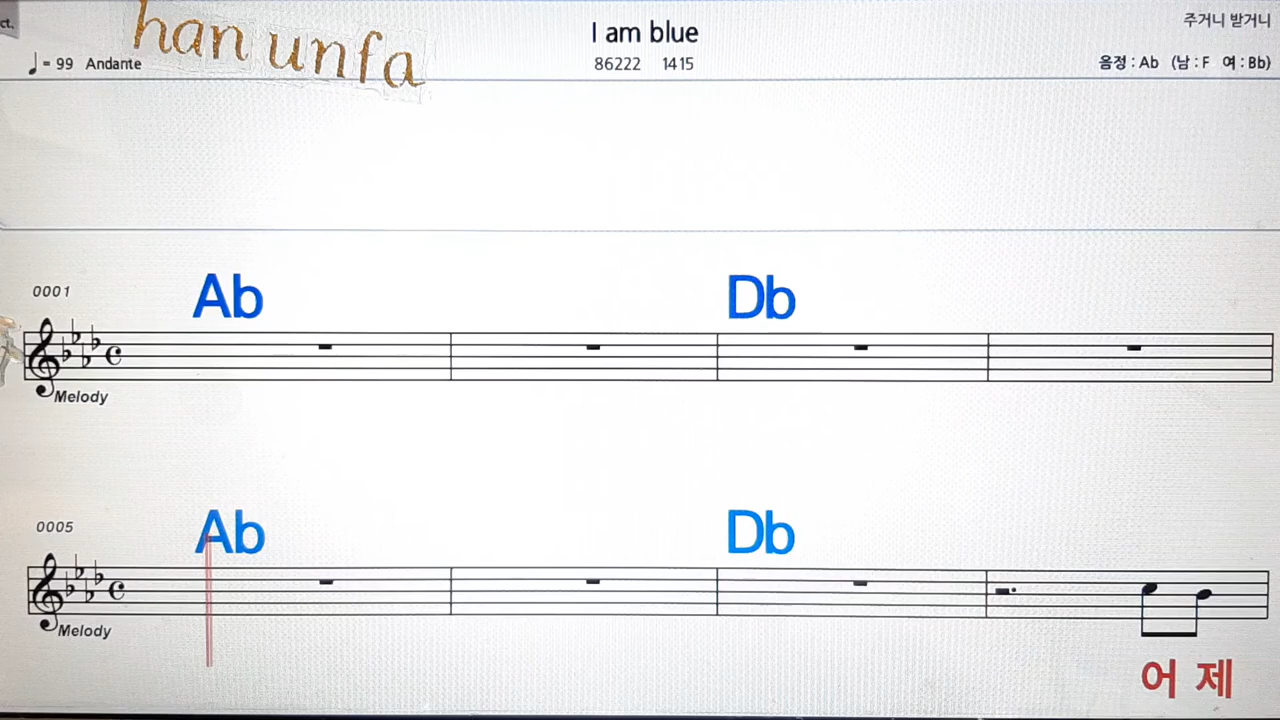 ct.
han unfa
I am blue
주거니 받거니
♩= 99 Andante
86222 1415
음정 : Ab (남 : F 여 : Bb)
0001
Ab Db
Melody
0005
Ab Db
Melody
어 제